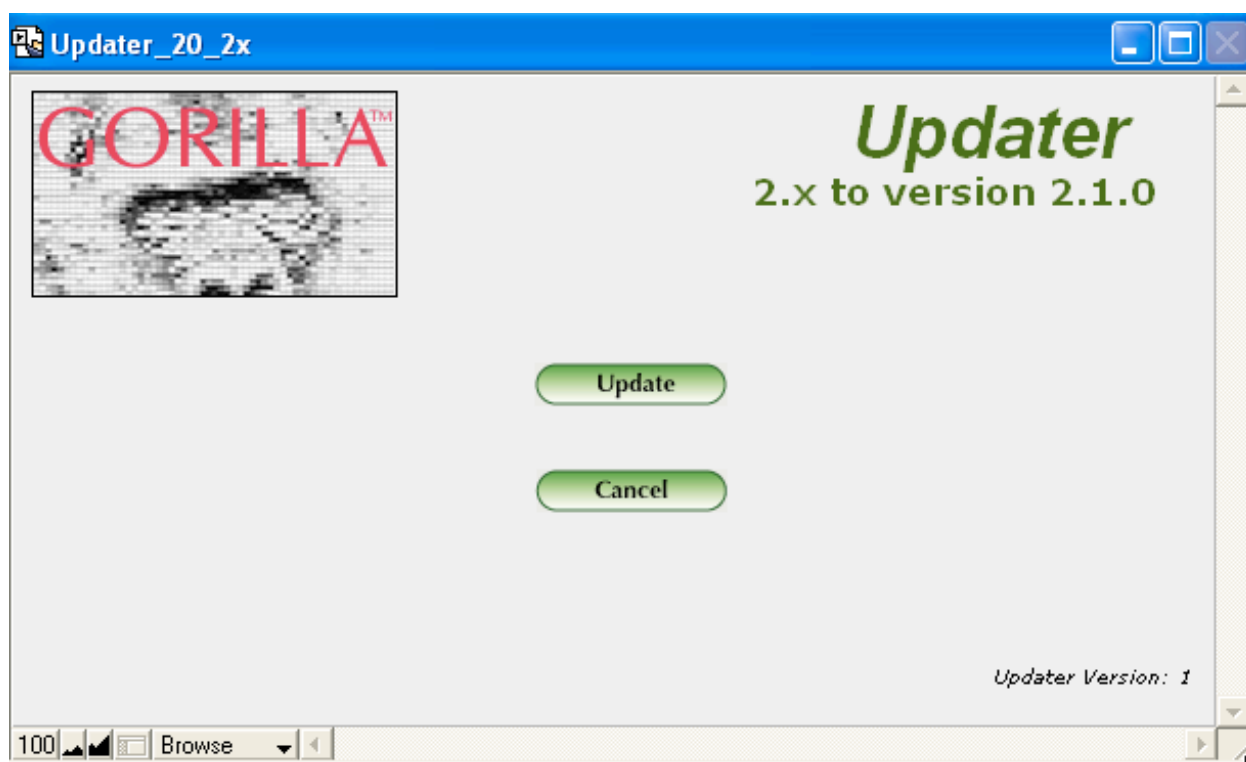 Updater_20_2x
GORILLA™
Updater
2.x to version 2.1.0
Update
Cancel
Updater Version: 1
100 Browse